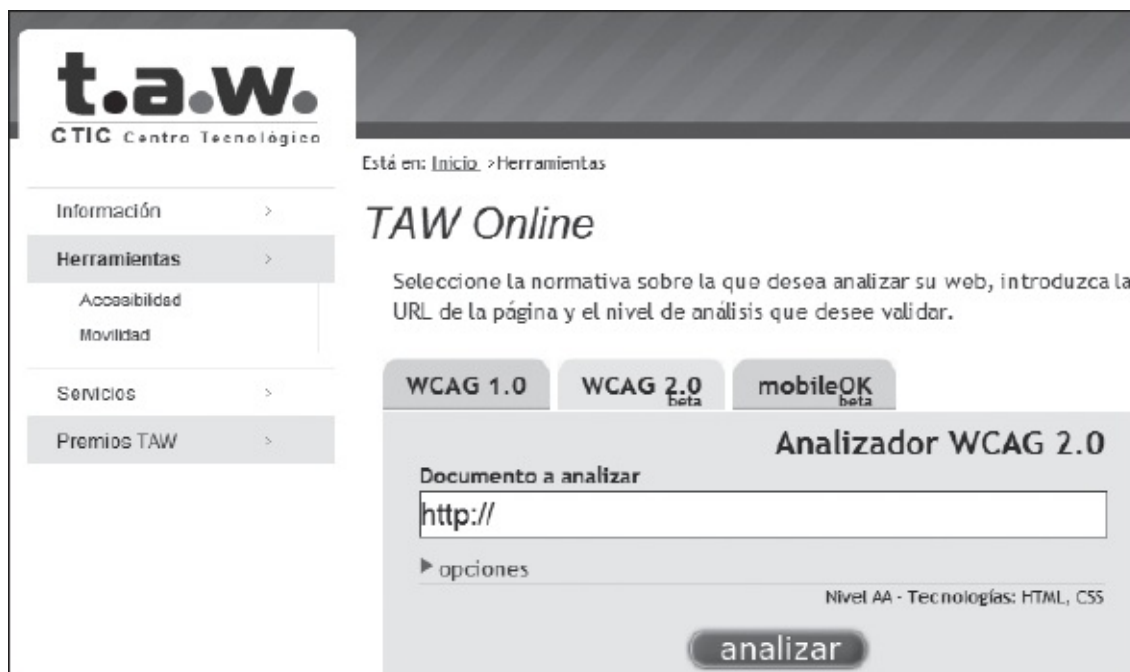 t.a.w.
CTIC Centro Tecnológico
Está en: Inicio >Herramientas
Información >
Herramientas >
Accesibilidad
Movilidad
Servicios >
Premios TAW >
TAW Online
Seleccione la normativa sobre la que desea analizar su web, introduzca la
URL de la página y el nivel de análisis que desee validar.
WCAG 1.0
WCAG 2.0 beta
mobileOK beta
Analizador WCAG 2.0
Documento a analizar
http://
opciones
Nivel AA - Tecnologías: HTML, CSS
analizar